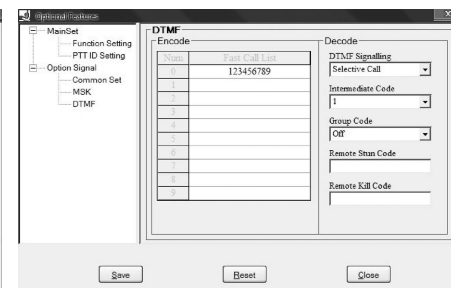 Optional Features
MainSet
Function Setting
PTT ID Setting
Option Signal
Common Set
MSK
DTMF
DTMF
Encode
Num Fast Call List
0 123456789
1
2
3
4
5
6
7
8
9
Decode
DTMF Signalling
Selective Call
Intermediate Code
1
Group Code
Off
Remote Stun Code
Remote Kill Code
Save Reset Close